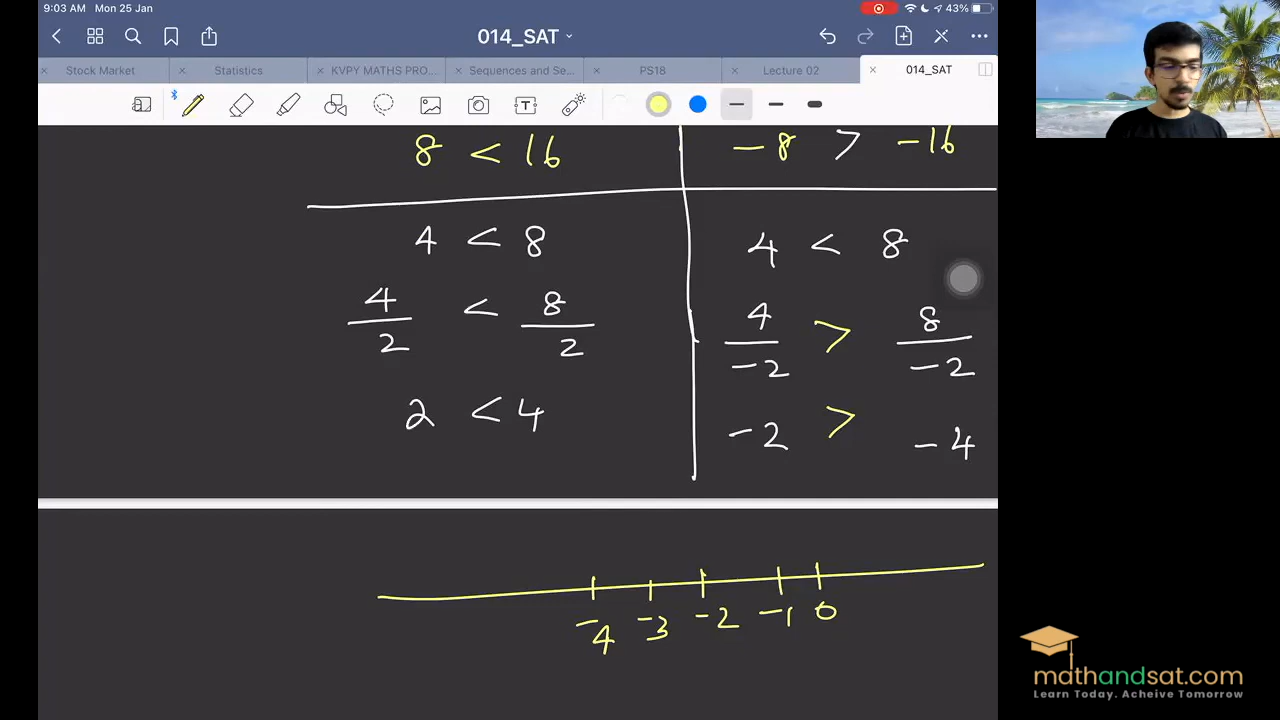 9:03 AM Mon 25 Jan
43%
014_SAT
Stock Market
Statistics
KVPY MATHS PRO...
Sequences and Se...
PS18
Lecture 02
014_SAT
T
8 < 16
-8 > -16
4 < 8
4/2 < 8/2
2 < 4
4 < 8
4/-2 > 8/-2
-2 > -4
-4 -3 -2 -1 0
mathandsat.com
Learn Today. Acheive Tomorrow